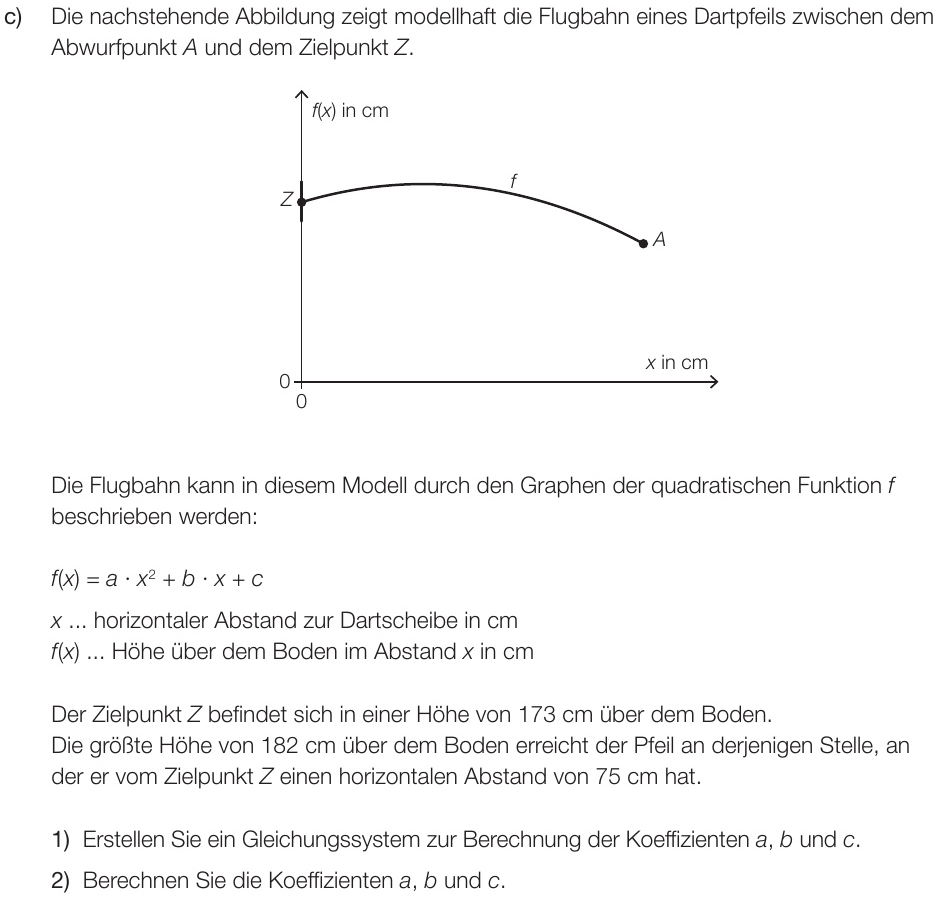 c) Die nachstehende Abbildung zeigt modellhaft die Flugbahn eines Dartpfeils zwischen dem
Abwurfpunkt A und dem Zielpunkt Z.
f(x) in cm
f
Z
A
x in cm
0
0
Die Flugbahn kann in diesem Modell durch den Graphen der quadratischen Funktion f
beschrieben werden:
f(x) = a · x² + b · x + c
x ... horizontaler Abstand zur Dartscheibe in cm
f(x) ... Höhe über dem Boden im Abstand x in cm
Der Zielpunkt Z befindet sich in einer Höhe von 173 cm über dem Boden.
Die größte Höhe von 182 cm über dem Boden erreicht der Pfeil an derjenigen Stelle, an
der er vom Zielpunkt Z einen horizontalen Abstand von 75 cm hat.
1) Erstellen Sie ein Gleichungssystem zur Berechnung der Koeffizienten a, b und c.
2) Berechnen Sie die Koeffizienten a, b und c.